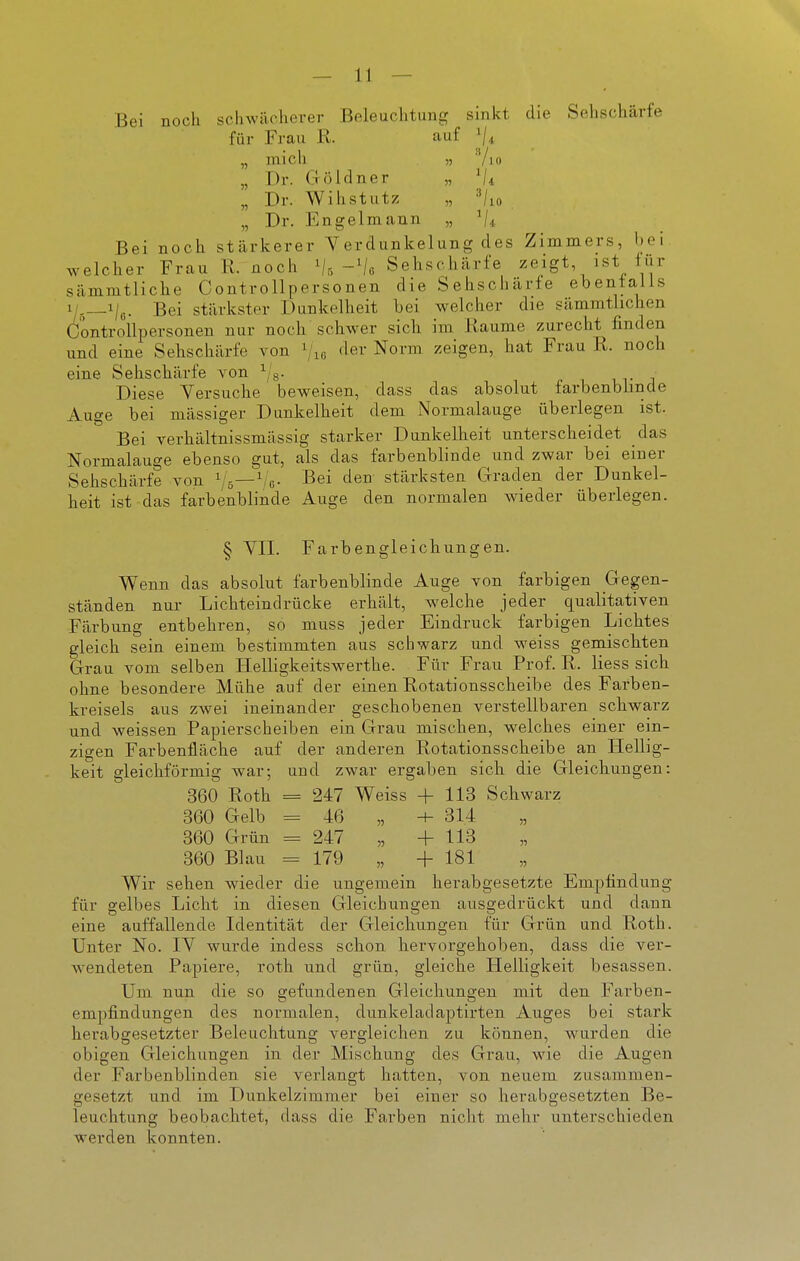 — 11 —
Bei noch schwächerer Beleuchtung sinkt die Sehschärfe
für Frau R. auf 1/4
„ mich „ 3/10
„ Dr. Göldner „ 1/4
„ Dr. Wihstutz „ 3/10
„ Dr. Engelmann „ 1/4
Bei noch stärkerer Verdunkelung des Zimmers, bei
welcher Frau R. noch 1/5-1/6 Sehschärfe zeigt, ist für
sämmtliche Controllpersonen die Sehschärfe ebenfalls
1/5—1/6. Bei stärkster Dunkelheit bei welcher die sämmtlichen
Controllpersonen nur noch schwer sich im Raume zurecht finden
und eine Sehschärfe von 1/16 der Norm zeigen, hat Frau R. noch
eine Sehschärfe von 1/8.
Diese Versuche beweisen, dass das absolut farbenblinde
Auge bei mässiger Dunkelheit dem Normalauge überlegen ist.
Bei verhältnissmässig starker Dunkelheit unterscheidet das
Normalauge ebenso gut, als das farbenblinde und zwar bei einer
Sehschärfe von 1/5—1/6. Bei den stärksten Graden der Dunkel-
heit ist das farbenblinde Auge den normalen wieder überlegen.
§ VII. Farbengleichungen.
Wenn das absolut farbenblinde Auge von farbigen Gegen-
ständen nur Lichteindrücke erhält, welche jeder qualitativen
Färbung entbehren, so muss jeder Eindruck farbigen Lichtes
gleich sein einem bestimmten aus schwarz und weiss gemischten
Grau vom selben Helligkeitswerthe. Für Frau Prof. R. liess sich
ohne besondere Mühe auf der einen Rotationsscheibe des Farben-
kreisels aus zwei ineinander geschobenen verstellbaren schwarz
und weissen Papierscheiben ein Grau mischen, welches einer ein-
zigen Farbenfläche auf der anderen Rotationsscheibe an Hellig-
keit gleichförmig war; und zwar ergaben sich die Gleichungen:
360 Roth = 247 Weiss + 113 Schwarz
360 Gelb = 46 „ + 314 „
360 Grün = 247 „ + 113 „
360 Blau = 179 „ + 181 „
Wir sehen wieder die ungemein herabgesetzte Empfindung
für gelbes Licht in diesen Gleichungen ausgedrückt und dann
eine auffallende Identität der Gleichungen für Grün und Roth.
Unter No. IV wurde indess schon hervorgehoben, dass die ver-
wendeten Papiere, roth und grün, gleiche Helligkeit besassen.
Um nun die so gefundenen Gleichungen mit den Farben-
empfindungen des normalen, dunkeladaptirten Auges bei stark
herabgesetzter Beleuchtung vergleichen zu können, wurden die
obigen Gleichungen in der Mischung des Grau, wie die Augen
der Farbenblinden sie verlangt hatten, von neuem zusammen-
gesetzt und im Dunkelzimmer bei einer so herabgesetzten Be-
leuchtung beobachtet, dass die Farben nicht mehr unterschieden
werden konnten.